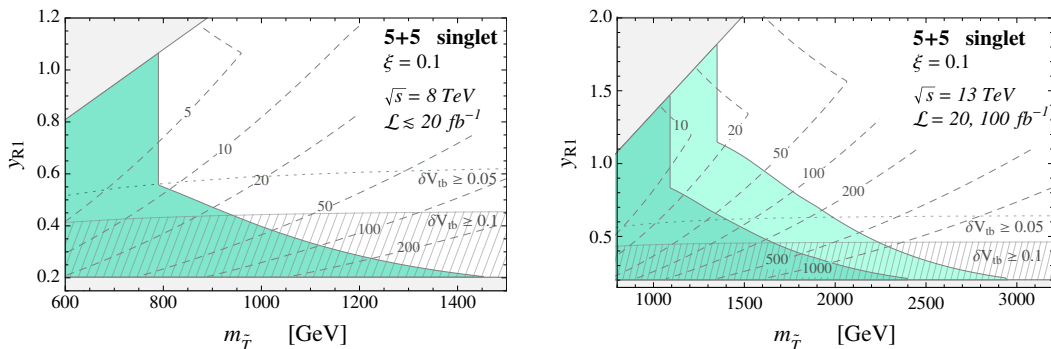 5+5 singlet
ξ = 0.1
√s = 8 TeV
ℒ ≲ 20 fb⁻¹
y_R1
1.2
1.0
0.8
0.6
0.4
0.2
5
10
20
50
100
200
δV_tb ≥ 0.05
δV_tb ≥ 0.1
600 800 1000 1200 1400
m_T̃ [GeV]
5+5 singlet
ξ = 0.1
√s = 13 TeV
ℒ = 20, 100 fb⁻¹
y_R1
2.0
1.5
1.0
0.5
10
20
50
100
200
500
1000
δV_tb ≥ 0.05
δV_tb ≥ 0.1
1000 1500 2000 2500 3000
m_T̃ [GeV]